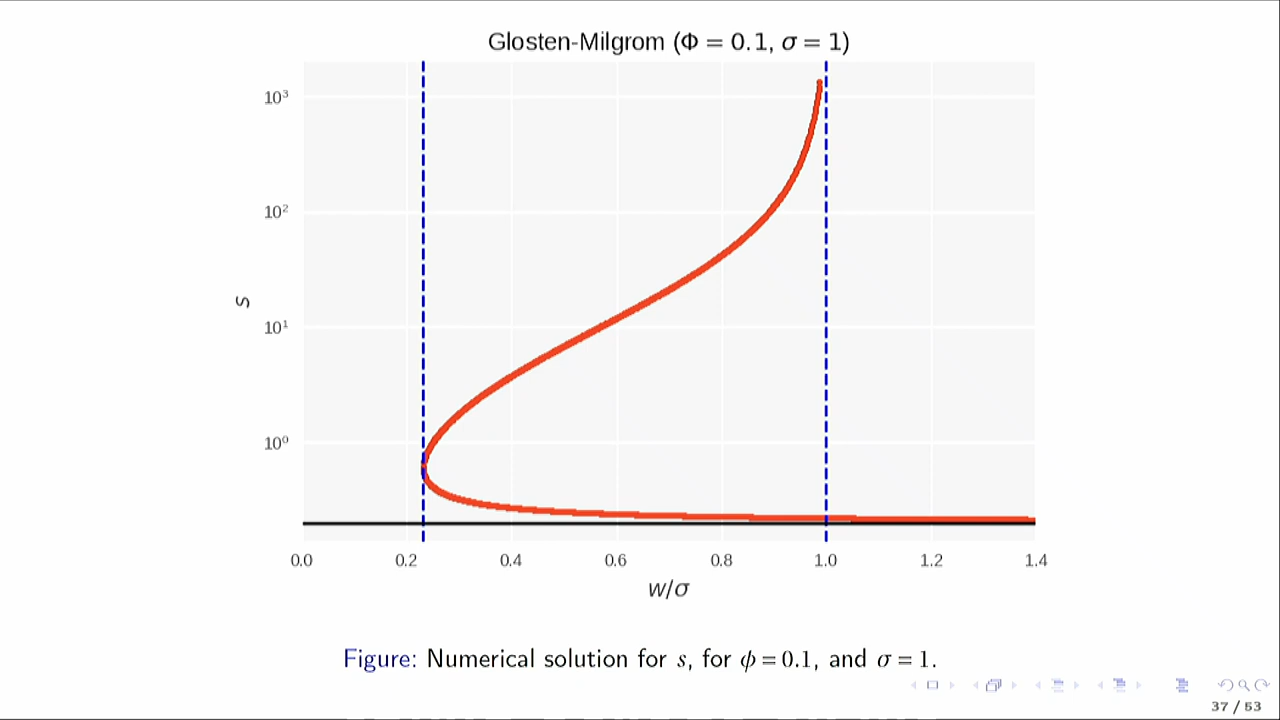 Glosten-Milgrom (Φ = 0.1, σ = 1)
10³
10²
10¹
10⁰
s
0.0 0.2 0.4 0.6 0.8 1.0 1.2 1.4
w/σ
Figure: Numerical solution for s, for ϕ = 0.1, and σ = 1.
37 / 53